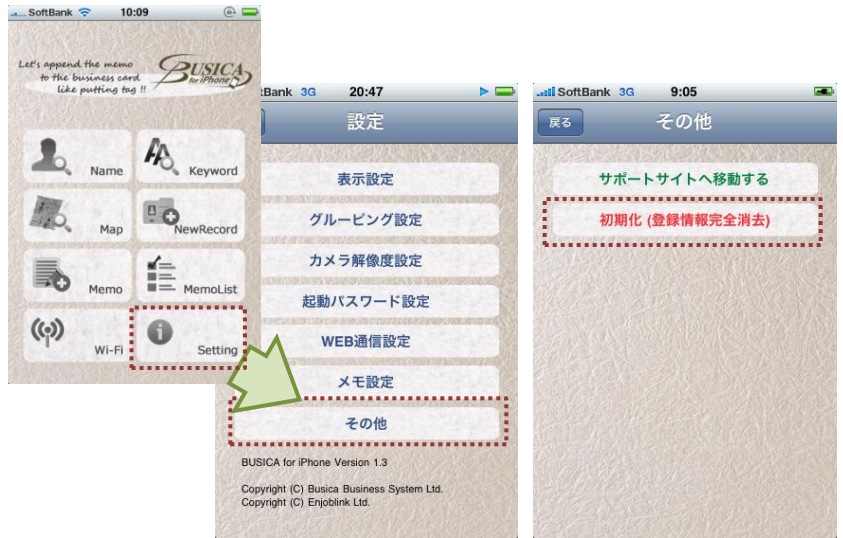 SoftBank 10:09
Let's append the memo
to the business card
like putting tag !!
BUSICA
for iPhone
Name
Keyword
Map
NewRecord
Memo
MemoList
Wi-Fi
Setting
Bank 3G 20:47
設定
表示設定
グルーピング設定
カメラ解像度設定
起動パスワード設定
WEB通信設定
メモ設定
その他
BUSICA for iPhone Version 1.3
Copyright (C) Busica Business System Ltd.
Copyright (C) Enjoblink Ltd.
SoftBank 3G 9:05
戻る
その他
サポートサイトへ移動する
初期化 (登録情報完全消去)